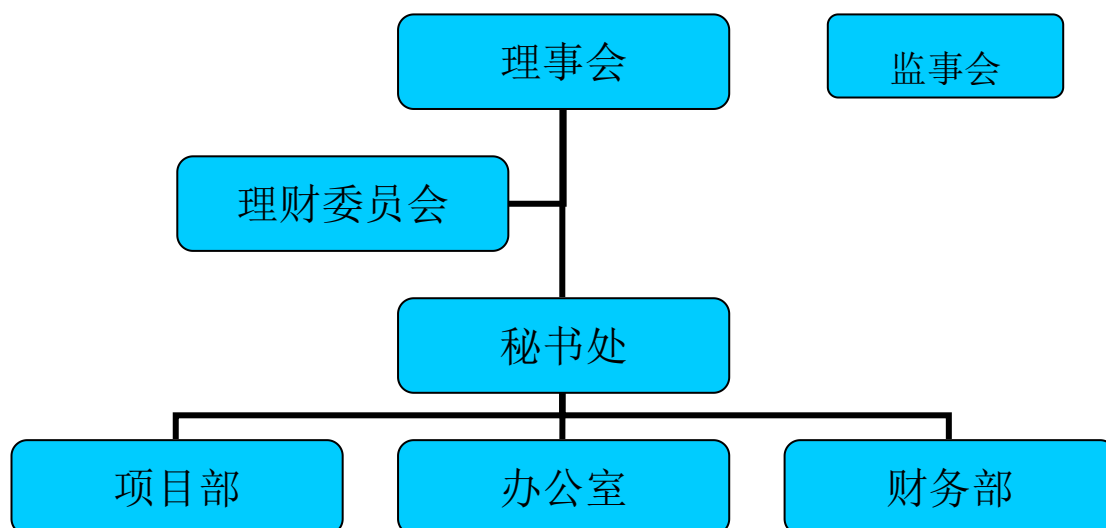 理事会
监事会
理财委员会
秘书处
项目部
办公室
财务部